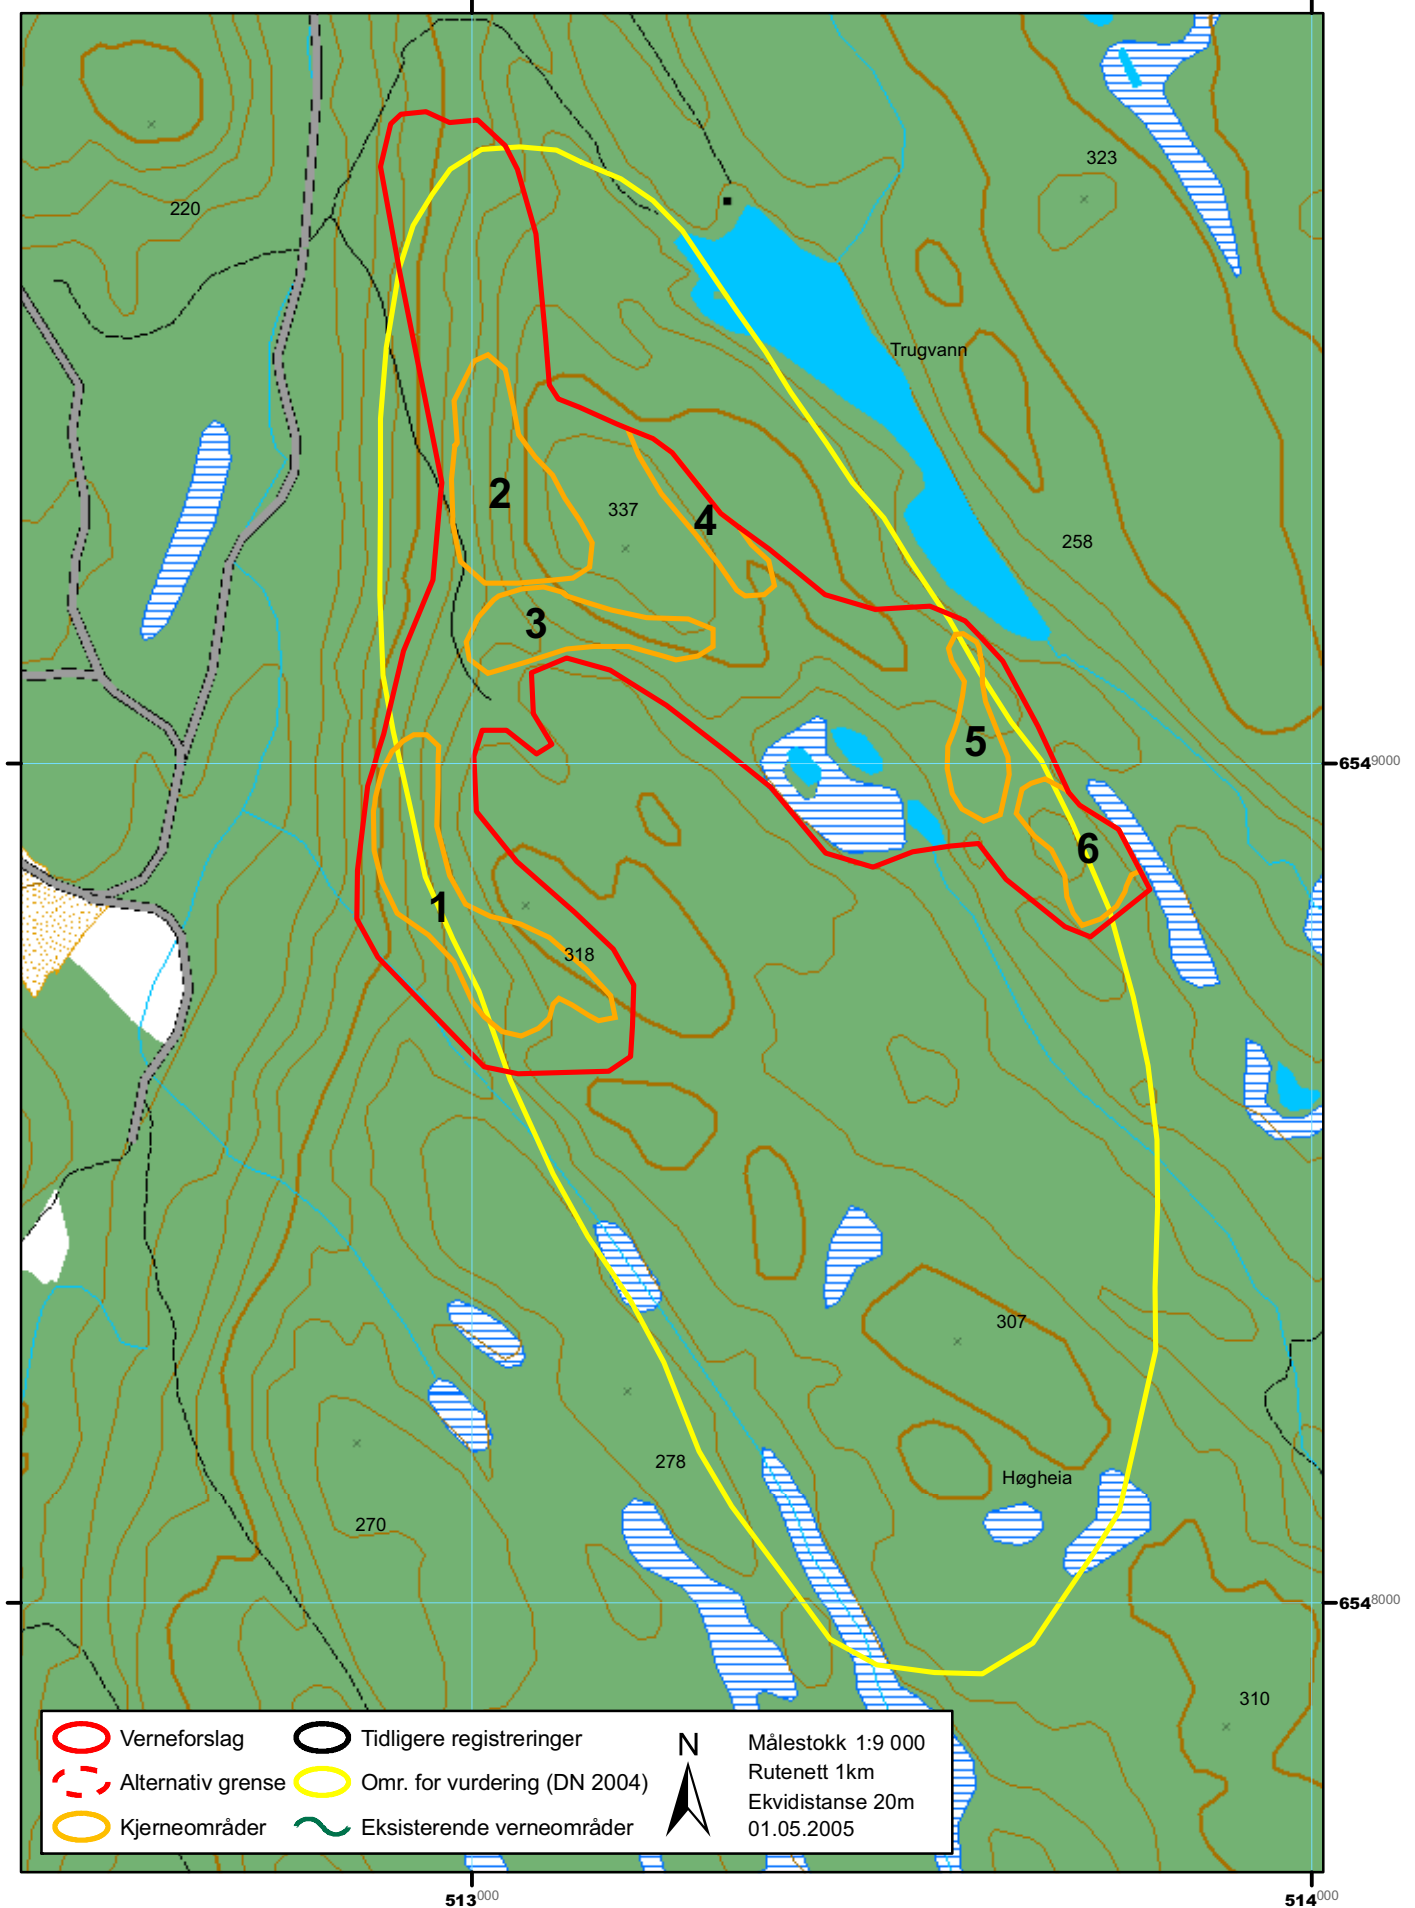 323
220
Trugvann
2
337
4
258
3
5
6549000
6
1
318
307
278
Høgheia
270
6548000
310
Verneforslag
Alternativ grense
Kjerneområder
Tidligere registreringer
Omr. for vurdering (DN 2004)
Eksisterende verneområder
N
Målestokk 1:9 000
Rutenett 1km
Ekvidistanse 20m
01.05.2005
513000
514000